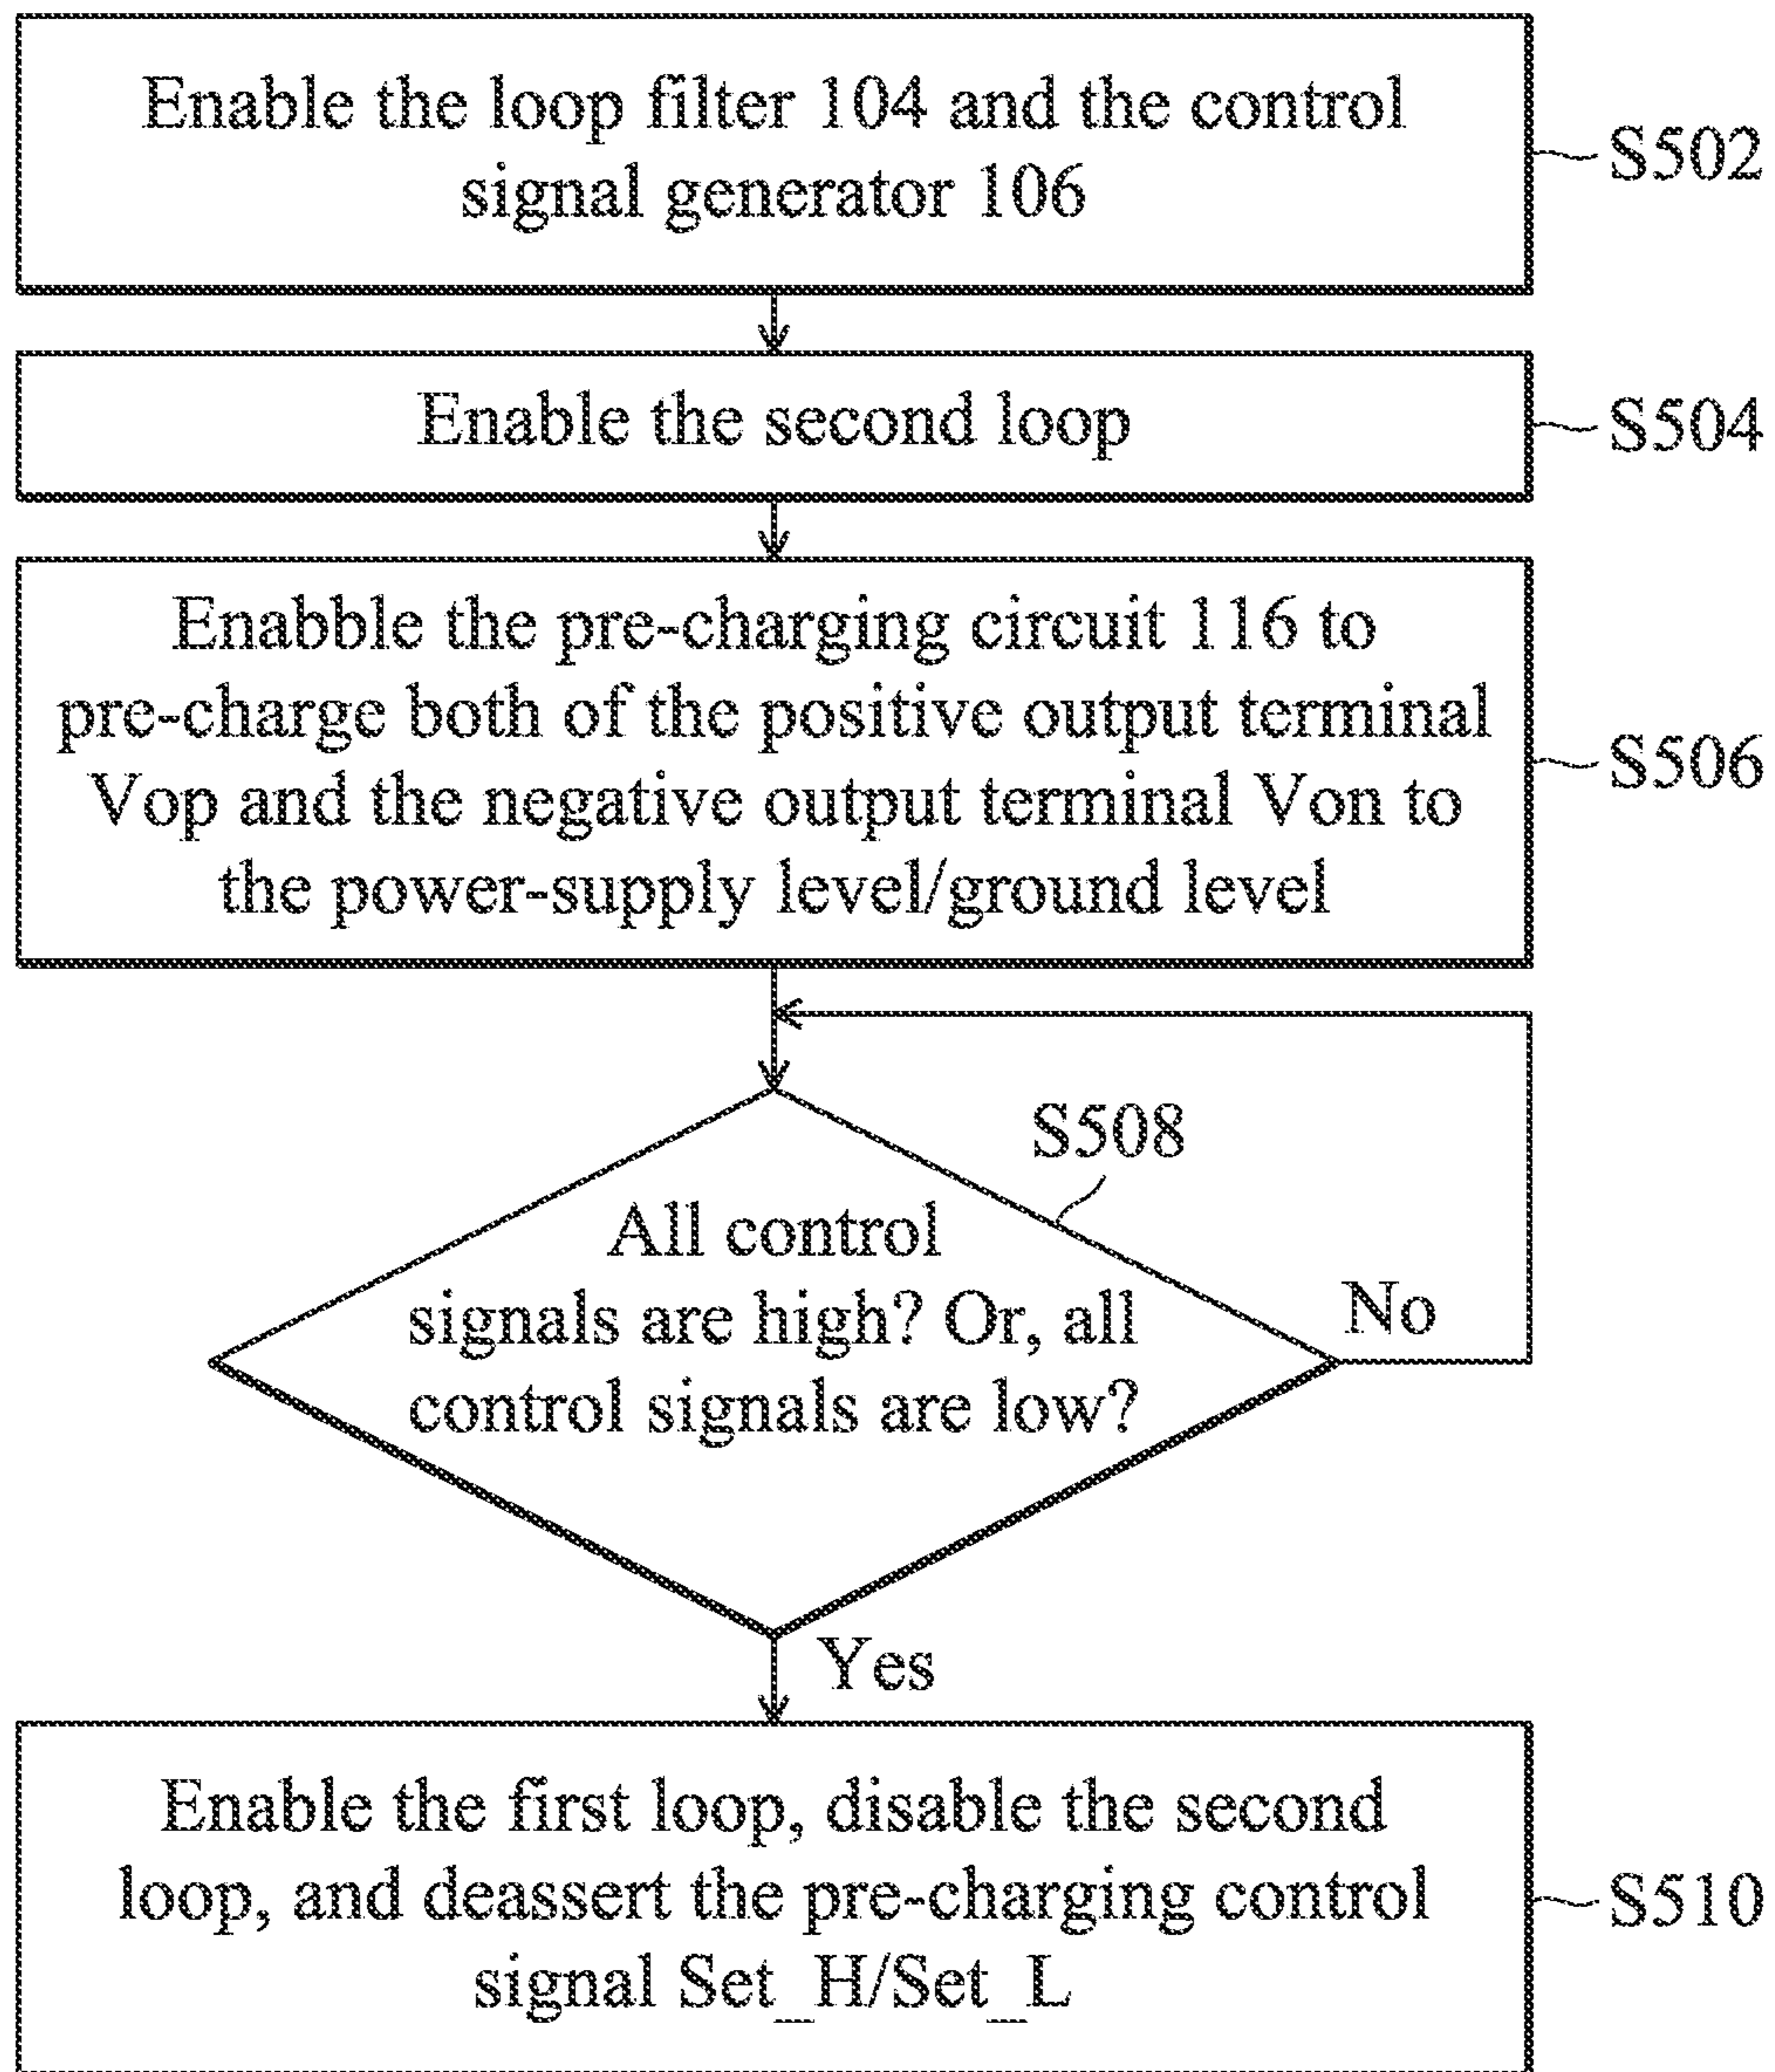 Enable the loop filter 104 and the control
signal generator 106
S502
Enable the second loop
S504
Enabble the pre-charging circuit 116 to
pre-charge both of the positive output terminal
Vop and the negative output terminal Von to
the power-supply level/ground level
S506
S508
All control
signals are high? Or, all
control signals are low?
No
Yes
Enable the first loop, disable the second
loop, and deassert the pre-charging control
signal Set_H/Set_L
S510